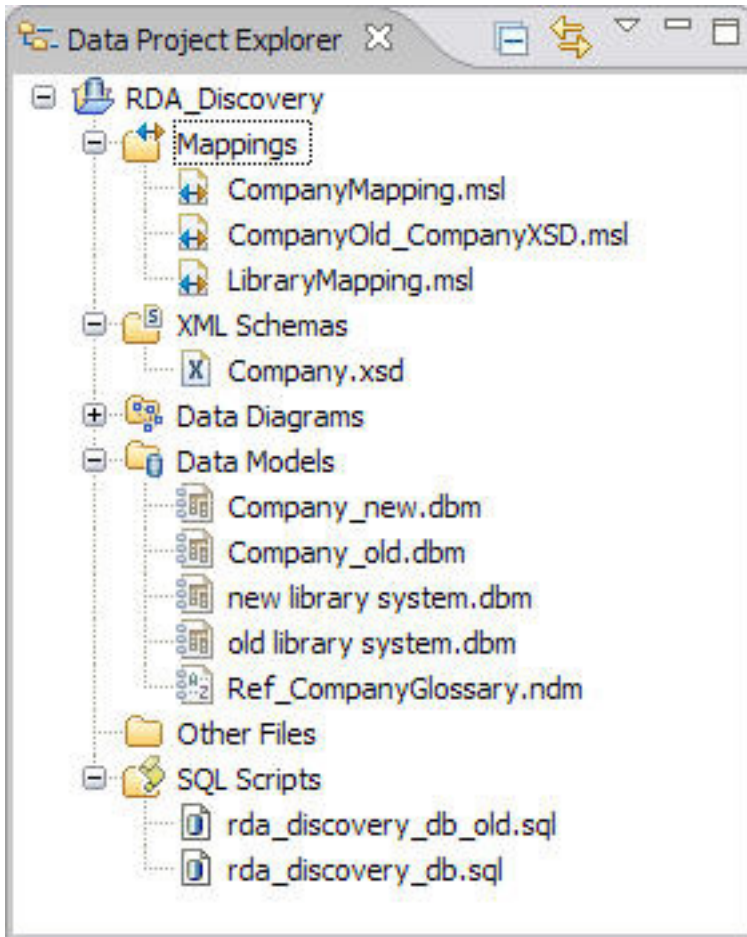 Data Project Explorer
RDA_Discovery
Mappings
CompanyMapping.msl
CompanyOld_CompanyXSD.msl
LibraryMapping.msl
XML Schemas
Company.xsd
Data Diagrams
Data Models
Company_new.dbm
Company_old.dbm
new library system.dbm
old library system.dbm
Ref_CompanyGlossary.ndm
Other Files
SQL Scripts
rda_discovery_db_old.sql
rda_discovery_db.sql